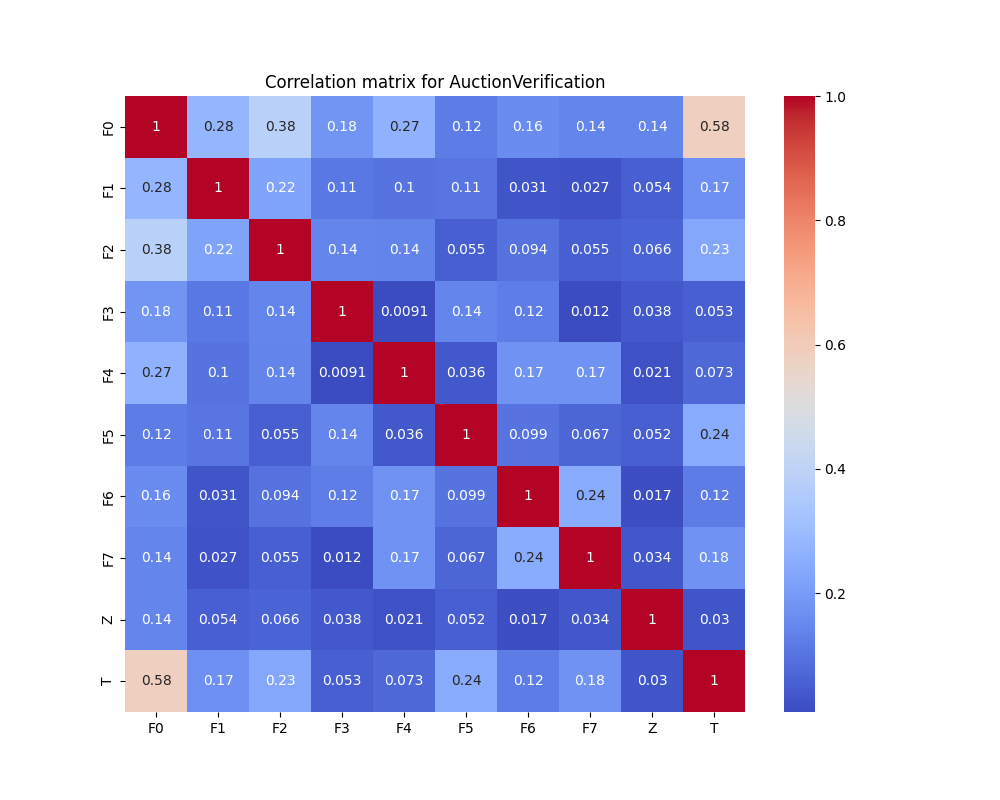 Correlation matrix for AuctionVerification
F0 1 0.28 0.38 0.18 0.27 0.12 0.16 0.14 0.14 0.58
F1 0.28 1 0.22 0.11 0.1 0.11 0.031 0.027 0.054 0.17
F2 0.38 0.22 1 0.14 0.14 0.055 0.094 0.055 0.066 0.23
F3 0.18 0.11 0.14 1 0.0091 0.14 0.12 0.012 0.038 0.053
F4 0.27 0.1 0.14 0.0091 1 0.036 0.17 0.17 0.021 0.073
F5 0.12 0.11 0.055 0.14 0.036 1 0.099 0.067 0.052 0.24
F6 0.16 0.031 0.094 0.12 0.17 0.099 1 0.24 0.017 0.12
F7 0.14 0.027 0.055 0.012 0.17 0.067 0.24 1 0.034 0.18
Z 0.14 0.054 0.066 0.038 0.021 0.052 0.017 0.034 1 0.03
T 0.58 0.17 0.23 0.053 0.073 0.24 0.12 0.18 0.03 1
F0 F1 F2 F3 F4 F5 F6 F7 Z T
1.0
0.8
0.6
0.4
0.2